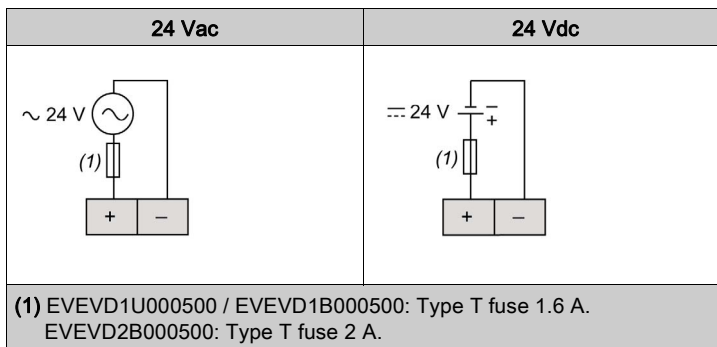 24 Vac
24 Vdc
~ 24 V
(1)
+ −
⎓ 24 V
−
+
(1)
+ −
(1) EVEVD1U000500 / EVEVD1B000500: Type T fuse 1.6 A.
EVEVD2B000500: Type T fuse 2 A.